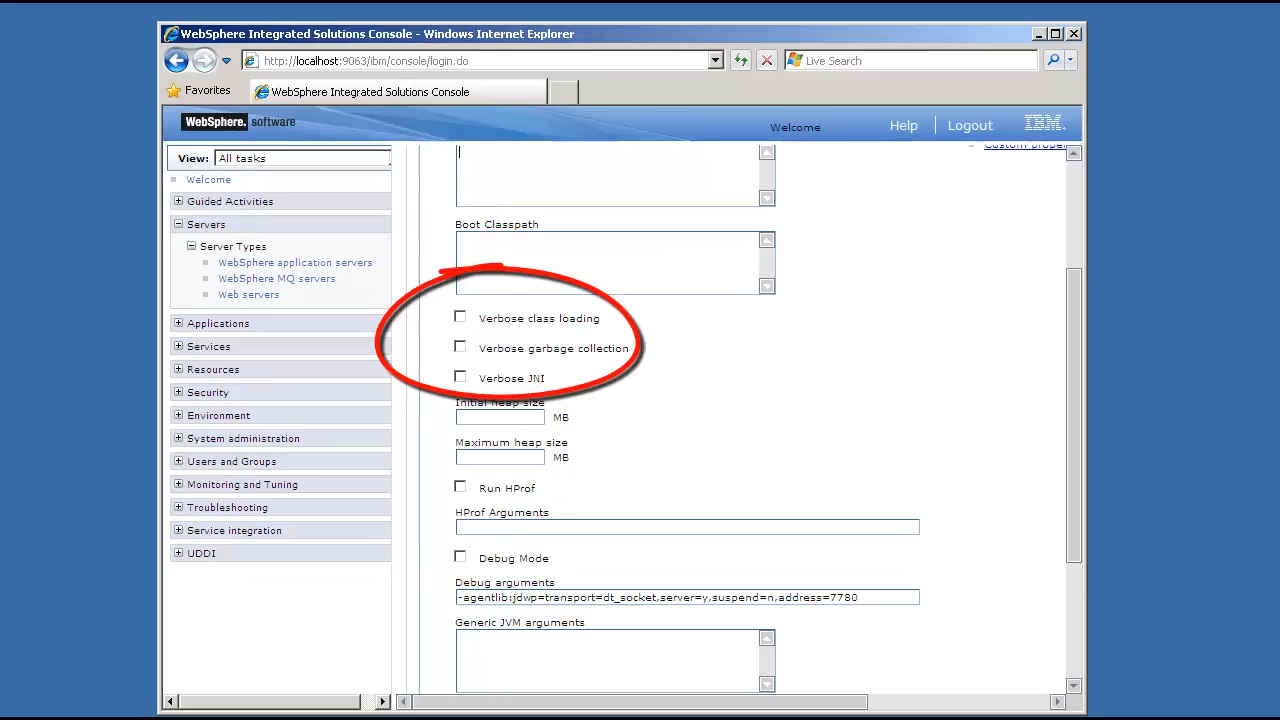 WebSphere Integrated Solutions Console - Windows Internet Explorer
http://localhost:9063/ibm/console/login.do
Live Search
Favorites
WebSphere Integrated Solutions Console
WebSphere. software
Welcome
Help
Logout
IBM.
View: All tasks
Welcome
Guided Activities
Servers
Server Types
WebSphere application servers
WebSphere MQ servers
Web servers
Applications
Services
Resources
Security
Environment
System administration
Users and Groups
Monitoring and Tuning
Troubleshooting
Service integration
UDDI
Custom proper
Boot Classpath
Verbose class loading
Verbose garbage collection
Verbose JNI
Initial heap size
MB
Maximum heap size
MB
Run HProf
HProf Arguments
Debug Mode
Debug arguments
-agentlib:jdwp=transport=dt_socket,server=y,suspend=n,address=7780
Generic JVM arguments